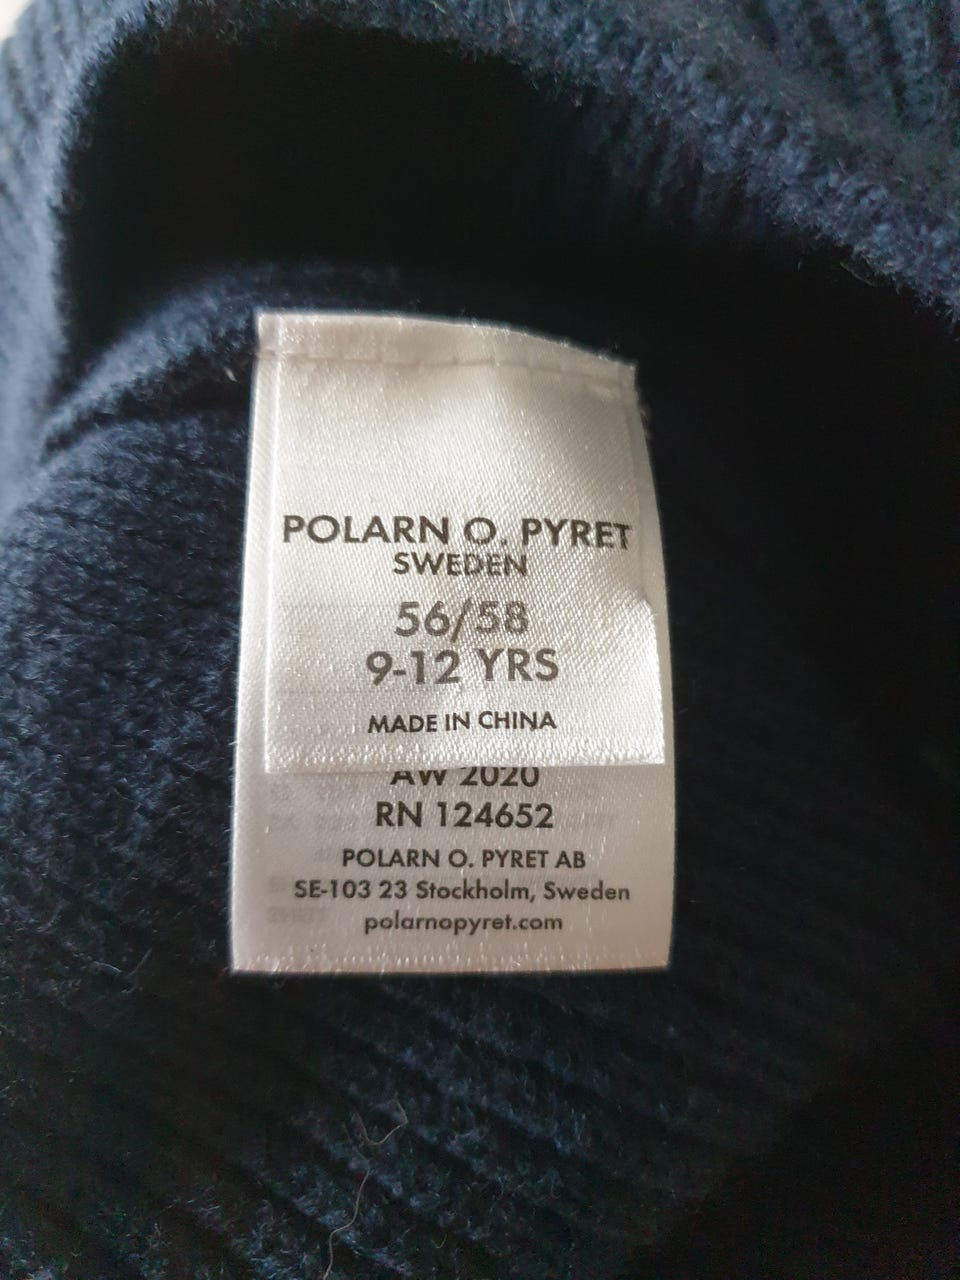 POLARN O. PYRET
SWEDEN
56/58
9-12 YRS
MADE IN CHINA
AW 2020
RN 124652
POLARN O. PYRET AB
SE-103 23 Stockholm, Sweden
polarnopyret.com